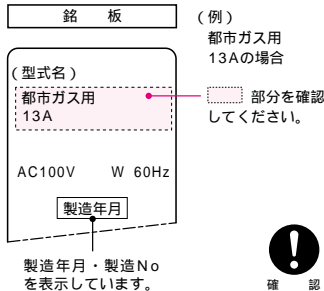 銘 板
(例)
都市ガス用
13Aの場合
(型式名)
都市ガス用
13A
部分を確認
してください。
AC100V W 60Hz
製造年月
製造年月・製造No
を表示しています。
確 認